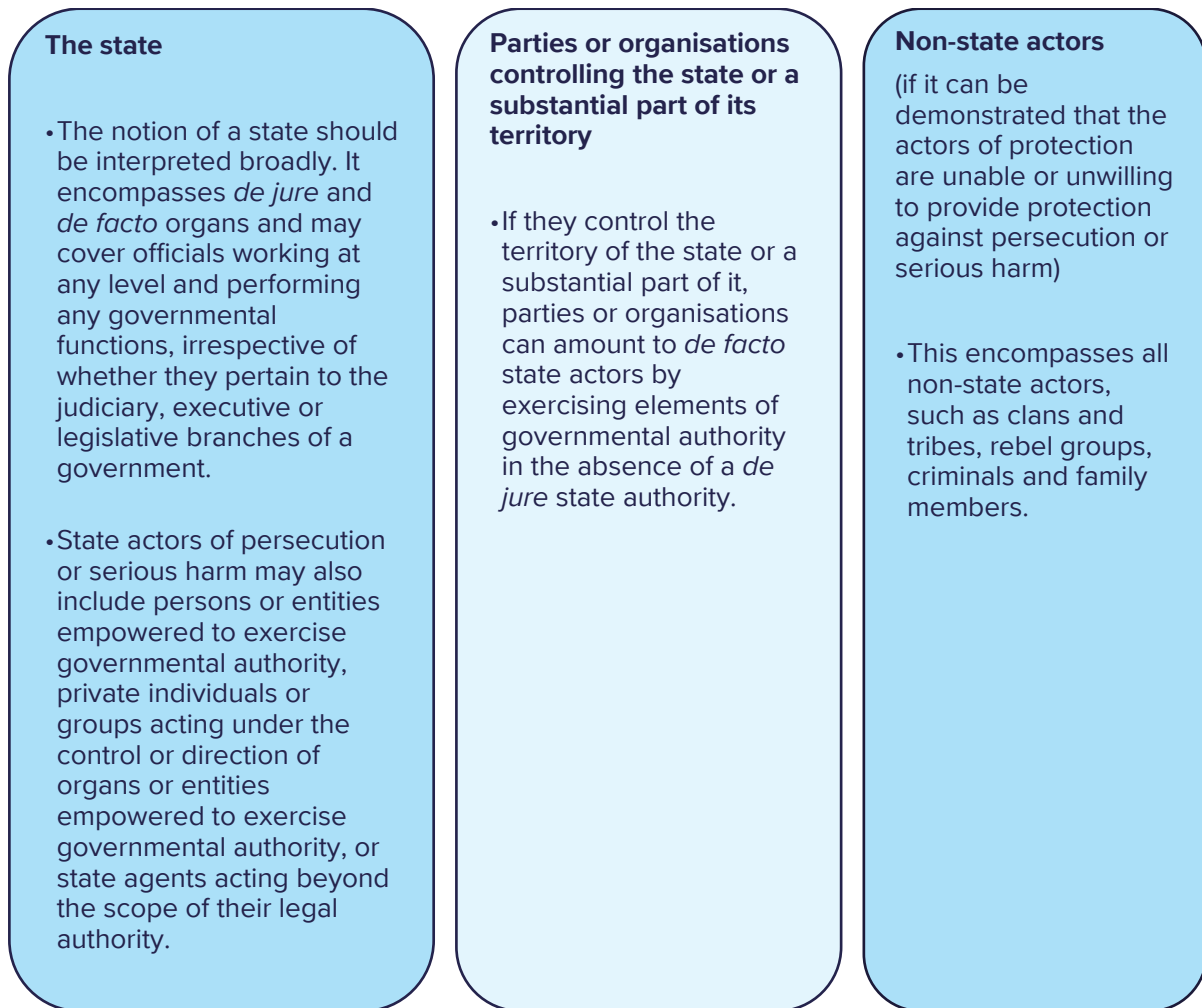 The state
•The notion of a state should
be interpreted broadly. It
encompasses de jure and
de facto organs and may
cover officials working at
any level and performing
any governmental
functions, irrespective of
whether they pertain to the
judiciary, executive or
legislative branches of a
government.
•State actors of persecution
or serious harm may also
include persons or entities
empowered to exercise
governmental authority,
private individuals or
groups acting under the
control or direction of
organs or entities
empowered to exercise
governmental authority, or
state agents acting beyond
the scope of their legal
authority.
Parties or organisations
controlling the state or a
substantial part of its
territory
•If they control the
territory of the state or a
substantial part of it,
parties or organisations
can amount to de facto
state actors by
exercising elements of
governmental authority
in the absence of a de
jure state authority.
Non-state actors
(if it can be
demonstrated that the
actors of protection
are unable or unwilling
to provide protection
against persecution or
serious harm)
•This encompasses all
non-state actors,
such as clans and
tribes, rebel groups,
criminals and family
members.